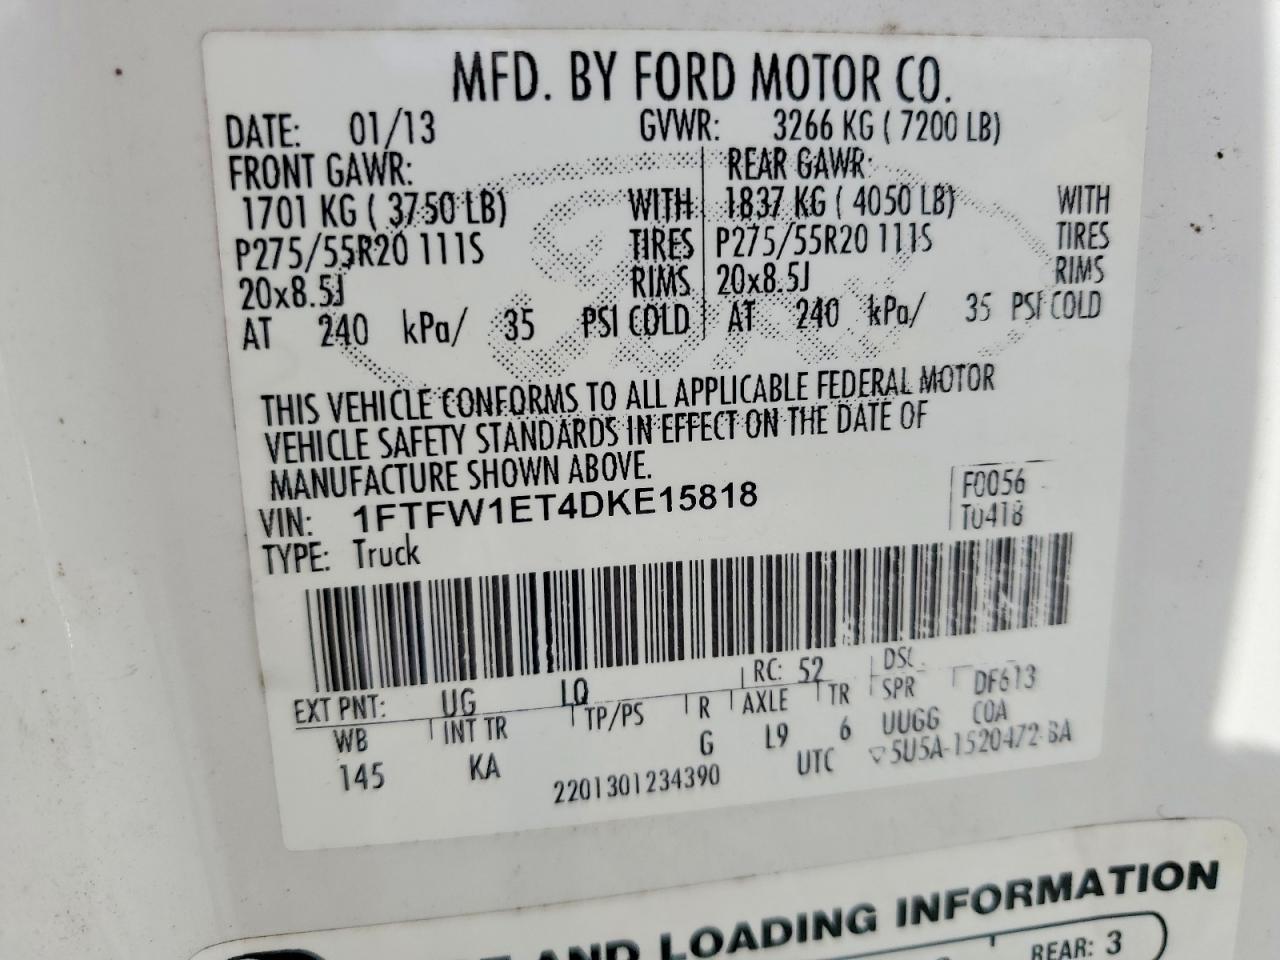 MFD. BY FORD MOTOR CO.
DATE: 01/13 GVWR: 3266 KG ( 7200 LB)
FRONT GAWR: REAR GAWR:
1701 KG ( 3750 LB) WITH 1837 KG ( 4050 LB) WITH
P275/55R20 111S TIRES P275/55R20 111S TIRES
20x8.5J RIMS 20x8.5J RIMS
AT 240 kPa/ 35 PSI COLD AT 240 kPa/ 35 PSI COLD
THIS VEHICLE CONFORMS TO ALL APPLICABLE FEDERAL MOTOR
VEHICLE SAFETY STANDARDS IN EFFECT ON THE DATE OF
MANUFACTURE SHOWN ABOVE.
VIN: 1FTFW1ET4DKE15818 F0056
TYPE: Truck T0418
EXT PNT: UG LQ RC: 52 DSO DF613
WB INT TR TP/PS R AXLE TR SPR
145 KA G L9 6 UUGG COA
2201301234390 UTC 5U5A-1520472-BA
AND LOADING INFORMATION
REAR: 3